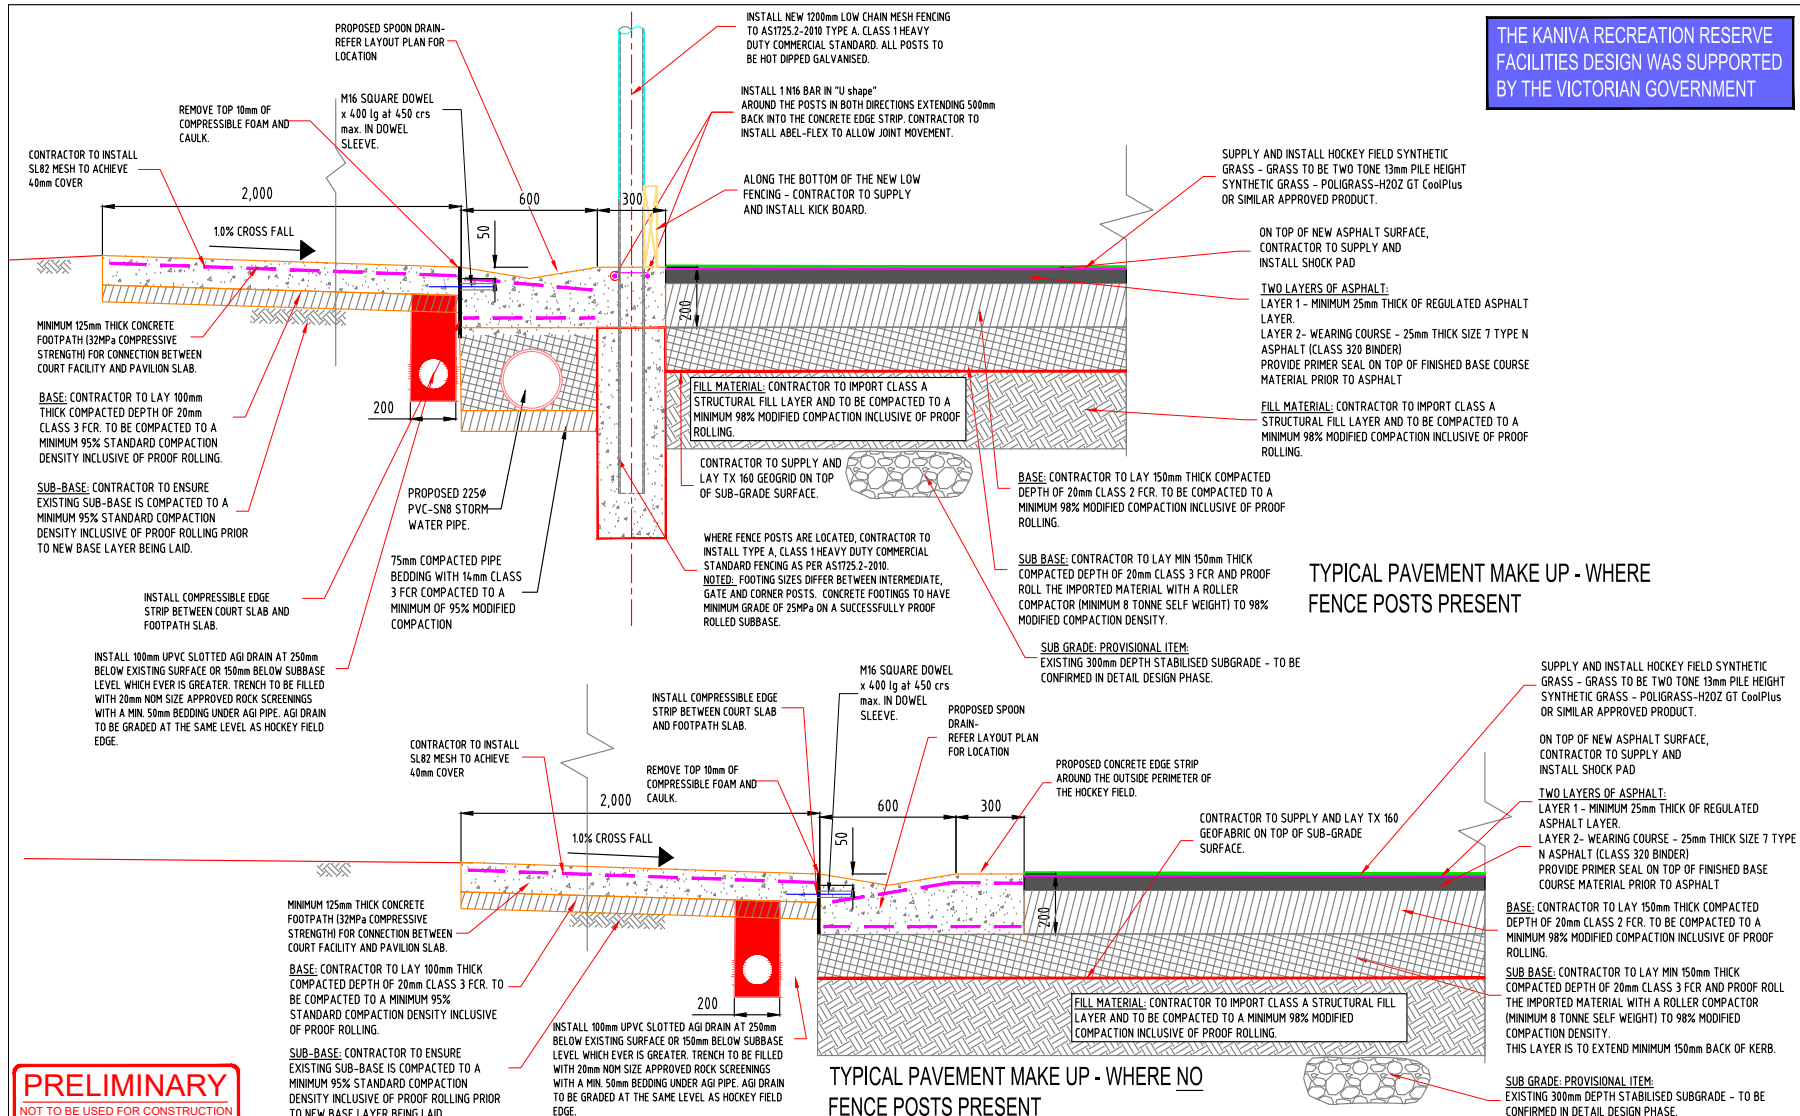 PROPOSED SPOON DRAIN-
REFER LAYOUT PLAN FOR
LOCATION
INSTALL NEW 1200mm LOW CHAIN MESH FENCING
TO AS1725.2-2010 TYPE A. CLASS 1 HEAVY
DUTY COMMERCIAL STANDARD. ALL POSTS TO
BE HOT DIPPED GALVANISED.
THE KANIVA RECREATION RESERVE
FACILITIES DESIGN WAS SUPPORTED
BY THE VICTORIAN GOVERNMENT
REMOVE TOP 10mm OF
COMPRESSIBLE FOAM AND
CAULK.
M16 SQUARE DOWEL
x 400 lg at 450 crs
max. IN DOWEL
SLEEVE.
INSTALL 1 N16 BAR IN "U shape"
AROUND THE POSTS IN BOTH DIRECTIONS EXTENDING 500mm
BACK INTO THE CONCRETE EDGE STRIP. CONTRACTOR TO
INSTALL ABEL-FLEX TO ALLOW JOINT MOVEMENT.
CONTRACTOR TO INSTALL
SL82 MESH TO ACHIEVE
40mm COVER
ALONG THE BOTTOM OF THE NEW LOW
FENCING - CONTRACTOR TO SUPPLY
AND INSTALL KICK BOARD.
SUPPLY AND INSTALL HOCKEY FIELD SYNTHETIC
GRASS - GRASS TO BE TWO TONE 13mm PILE HEIGHT
SYNTHETIC GRASS - POLIGRASS-H2OZ GT CoolPlus
OR SIMILAR APPROVED PRODUCT.
2,000
600
300
50
1.0% CROSS FALL
200
ON TOP OF NEW ASPHALT SURFACE,
CONTRACTOR TO SUPPLY AND
INSTALL SHOCK PAD
TWO LAYERS OF ASPHALT:
LAYER 1 - MINIMUM 25mm THICK OF REGULATED ASPHALT
LAYER.
LAYER 2- WEARING COURSE - 25mm THICK SIZE 7 TYPE N
ASPHALT (CLASS 320 BINDER)
PROVIDE PRIMER SEAL ON TOP OF FINISHED BASE COURSE
MATERIAL PRIOR TO ASPHALT
MINIMUM 125mm THICK CONCRETE
FOOTPATH (32MPa COMPRESSIVE
STRENGTH) FOR CONNECTION BETWEEN
COURT FACILITY AND PAVILION SLAB.
BASE: CONTRACTOR TO LAY 100mm
THICK COMPACTED DEPTH OF 20mm
CLASS 3 FCR. TO BE COMPACTED TO A
MINIMUM 95% STANDARD COMPACTION
DENSITY INCLUSIVE OF PROOF ROLLING.
200
FILL MATERIAL: CONTRACTOR TO IMPORT CLASS A
STRUCTURAL FILL LAYER AND TO BE COMPACTED TO A
MINIMUM 98% MODIFIED COMPACTION INCLUSIVE OF PROOF
ROLLING.
FILL MATERIAL: CONTRACTOR TO IMPORT CLASS A
STRUCTURAL FILL LAYER AND TO BE COMPACTED TO A
MINIMUM 98% MODIFIED COMPACTION INCLUSIVE OF PROOF
ROLLING.
SUB-BASE: CONTRACTOR TO ENSURE
EXISTING SUB-BASE IS COMPACTED TO A
MINIMUM 95% STANDARD COMPACTION
DENSITY INCLUSIVE OF PROOF ROLLING PRIOR
TO NEW BASE LAYER BEING LAID.
PROPOSED 225ø
PVC-SN8 STORM
WATER PIPE.
CONTRACTOR TO SUPPLY AND
LAY TX 160 GEOGRID ON TOP
OF SUB-GRADE SURFACE.
BASE: CONTRACTOR TO LAY 150mm THICK COMPACTED
DEPTH OF 20mm CLASS 2 FCR. TO BE COMPACTED TO A
MINIMUM 98% MODIFIED COMPACTION INCLUSIVE OF PROOF
ROLLING.
75mm COMPACTED PIPE
BEDDING WITH 14mm CLASS
3 FCR COMPACTED TO A
MINIMUM OF 95% MODIFIED
COMPACTION
WHERE FENCE POSTS ARE LOCATED, CONTRACTOR TO
INSTALL TYPE A, CLASS 1 HEAVY DUTY COMMERCIAL
STANDARD FENCING AS PER AS1725.2-2010.
NOTED: FOOTING SIZES DIFFER BETWEEN INTERMEDIATE,
GATE AND CORNER POSTS. CONCRETE FOOTINGS TO HAVE
MINIMUM GRADE OF 25MPa ON A SUCCESSFULLY PROOF
ROLLED SUBBASE.
SUB BASE: CONTRACTOR TO LAY MIN 150mm THICK
COMPACTED DEPTH OF 20mm CLASS 3 FCR AND PROOF
ROLL THE IMPORTED MATERIAL WITH A ROLLER
COMPACTOR (MINIMUM 8 TONNE SELF WEIGHT) TO 98%
MODIFIED COMPACTION DENSITY.
TYPICAL PAVEMENT MAKE UP - WHERE
FENCE POSTS PRESENT
INSTALL COMPRESSIBLE EDGE
STRIP BETWEEN COURT SLAB AND
FOOTPATH SLAB.
SUB GRADE: PROVISIONAL ITEM:
EXISTING 300mm DEPTH STABILISED SUBGRADE - TO BE
CONFIRMED IN DETAIL DESIGN PHASE.
INSTALL 100mm UPVC SLOTTED AGI DRAIN AT 250mm
BELOW EXISTING SURFACE OR 150mm BELOW SUBBASE
LEVEL WHICH EVER IS GREATER. TRENCH TO BE FILLED
WITH 20mm NOM SIZE APPROVED ROCK SCREENINGS
WITH A MIN. 50mm BEDDING UNDER AGI PIPE. AGI DRAIN
TO BE GRADED AT THE SAME LEVEL AS HOCKEY FIELD
EDGE.
INSTALL COMPRESSIBLE EDGE
STRIP BETWEEN COURT SLAB
AND FOOTPATH SLAB.
M16 SQUARE DOWEL
x 400 lg at 450 crs
max. IN DOWEL
SLEEVE.
PROPOSED SPOON
DRAIN-
REFER LAYOUT PLAN
FOR LOCATION
SUPPLY AND INSTALL HOCKEY FIELD SYNTHETIC
GRASS - GRASS TO BE TWO TONE 13mm PILE HEIGHT
SYNTHETIC GRASS - POLIGRASS-H2OZ GT CoolPlus
OR SIMILAR APPROVED PRODUCT.
CONTRACTOR TO INSTALL
SL82 MESH TO ACHIEVE
40mm COVER
REMOVE TOP 10mm OF
COMPRESSIBLE FOAM AND
CAULK.
PROPOSED CONCRETE EDGE STRIP
AROUND THE OUTSIDE PERIMETER OF
THE HOCKEY FIELD.
ON TOP OF NEW ASPHALT SURFACE,
CONTRACTOR TO SUPPLY AND
INSTALL SHOCK PAD
2,000
600
300
50
1.0% CROSS FALL
200
CONTRACTOR TO SUPPLY AND LAY TX 160
GEOFABRIC ON TOP OF SUB-GRADE
SURFACE.
TWO LAYERS OF ASPHALT:
LAYER 1 - MINIMUM 25mm THICK OF REGULATED
ASPHALT LAYER.
LAYER 2- WEARING COURSE - 25mm THICK SIZE 7 TYPE
N ASPHALT (CLASS 320 BINDER)
PROVIDE PRIMER SEAL ON TOP OF FINISHED BASE
COURSE MATERIAL PRIOR TO ASPHALT
MINIMUM 125mm THICK CONCRETE
FOOTPATH (32MPa COMPRESSIVE
STRENGTH) FOR CONNECTION BETWEEN
COURT FACILITY AND PAVILION SLAB.
BASE: CONTRACTOR TO LAY 150mm THICK COMPACTED
DEPTH OF 20mm CLASS 2 FCR. TO BE COMPACTED TO A
MINIMUM 98% MODIFIED COMPACTION INCLUSIVE OF PROOF
ROLLING.
BASE: CONTRACTOR TO LAY 100mm THICK
COMPACTED DEPTH OF 20mm CLASS 3 FCR. TO
BE COMPACTED TO A MINIMUM 95%
STANDARD COMPACTION DENSITY INCLUSIVE
OF PROOF ROLLING.
200
FILL MATERIAL: CONTRACTOR TO IMPORT CLASS A STRUCTURAL FILL
LAYER AND TO BE COMPACTED TO A MINIMUM 98% MODIFIED
COMPACTION INCLUSIVE OF PROOF ROLLING.
SUB BASE: CONTRACTOR TO LAY MIN 150mm THICK
COMPACTED DEPTH OF 20mm CLASS 3 FCR AND PROOF ROLL
THE IMPORTED MATERIAL WITH A ROLLER COMPACTOR
(MINIMUM 8 TONNE SELF WEIGHT) TO 98% MODIFIED
COMPACTION DENSITY.
THIS LAYER IS TO EXTEND MINIMUM 150mm BACK OF KERB.
SUB-BASE: CONTRACTOR TO ENSURE
EXISTING SUB-BASE IS COMPACTED TO A
MINIMUM 95% STANDARD COMPACTION
DENSITY INCLUSIVE OF PROOF ROLLING PRIOR
TO NEW BASE LAYER BEING LAID.
INSTALL 100mm UPVC SLOTTED AGI DRAIN AT 250mm
BELOW EXISTING SURFACE OR 150mm BELOW SUBBASE
LEVEL WHICH EVER IS GREATER. TRENCH TO BE FILLED
WITH 20mm NOM SIZE APPROVED ROCK SCREENINGS
WITH A MIN. 50mm BEDDING UNDER AGI PIPE. AGI DRAIN
TO BE GRADED AT THE SAME LEVEL AS HOCKEY FIELD
EDGE.
TYPICAL PAVEMENT MAKE UP - WHERE NO
FENCE POSTS PRESENT
SUB GRADE: PROVISIONAL ITEM:
EXISTING 300mm DEPTH STABILISED SUBGRADE - TO BE
CONFIRMED IN DETAIL DESIGN PHASE.
PRELIMINARY
NOT TO BE USED FOR CONSTRUCTION